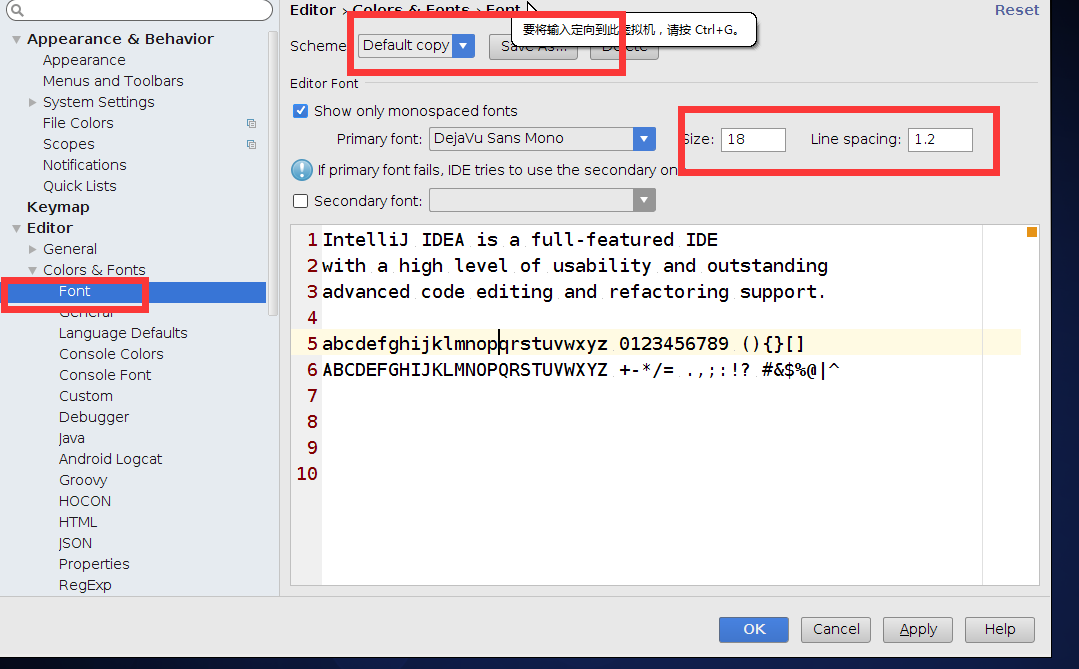 Editor › Colors & Fonts › Font
Reset
要将输入定向到此虚拟机，请按 Ctrl+G。
Scheme
Default copy
Save As...
Delete
Editor Font
Show only monospaced fonts
Primary font: DejaVu Sans Mono
Size: 18
Line spacing: 1.2
If primary font fails, IDE tries to use the secondary on
Secondary font:
Appearance & Behavior
Appearance
Menus and Toolbars
System Settings
File Colors
Scopes
Notifications
Quick Lists
Keymap
Editor
General
Colors & Fonts
Font
General
Language Defaults
Console Colors
Console Font
Custom
Debugger
Java
Android Logcat
Groovy
HOCON
HTML
JSON
Properties
RegExp
1 IntelliJ IDEA is a full-featured IDE
2 with a high level of usability and outstanding
3 advanced code editing and refactoring support.
4
5 abcdefghijklmnopqrstuvwxyz 0123456789 (){}[]
6 ABCDEFGHIJKLMNOPQRSTUVWXYZ +-*/= .,;:!? #&$%@|^
7
8
9
10
OK
Cancel
Apply
Help